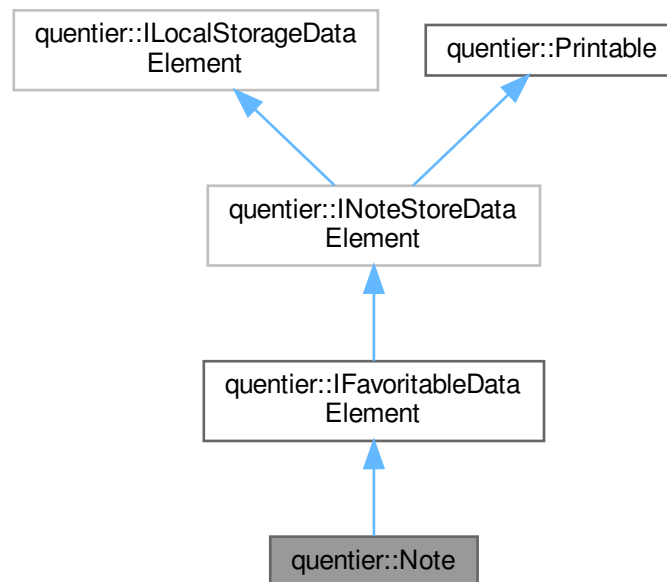 quentier::ILocalStorageData
Element
quentier::Printable
quentier::INoteStoreData
Element
quentier::IFavoritableData
Element
quentier::Note